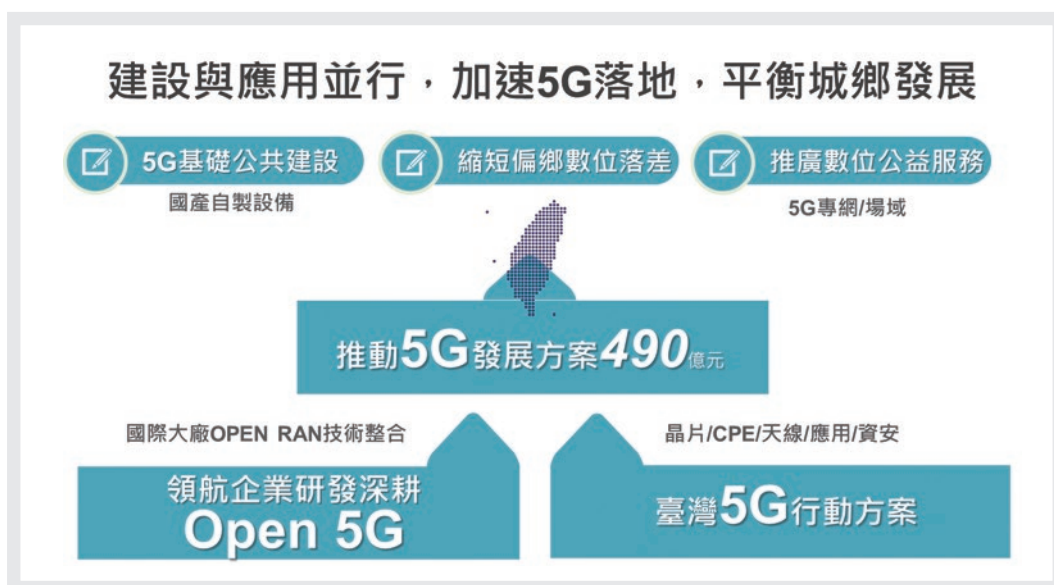 建設與應用並行，加速5G落地，平衡城鄉發展
5G基礎公共建設
縮短偏鄉數位落差
推廣數位公益服務
國產自製設備
5G專網/場域
推動5G發展方案490億元
國際大廠OPEN RAN技術整合
晶片/CPE/天線/應用/資安
領航企業研發深耕
Open 5G
臺灣5G行動方案